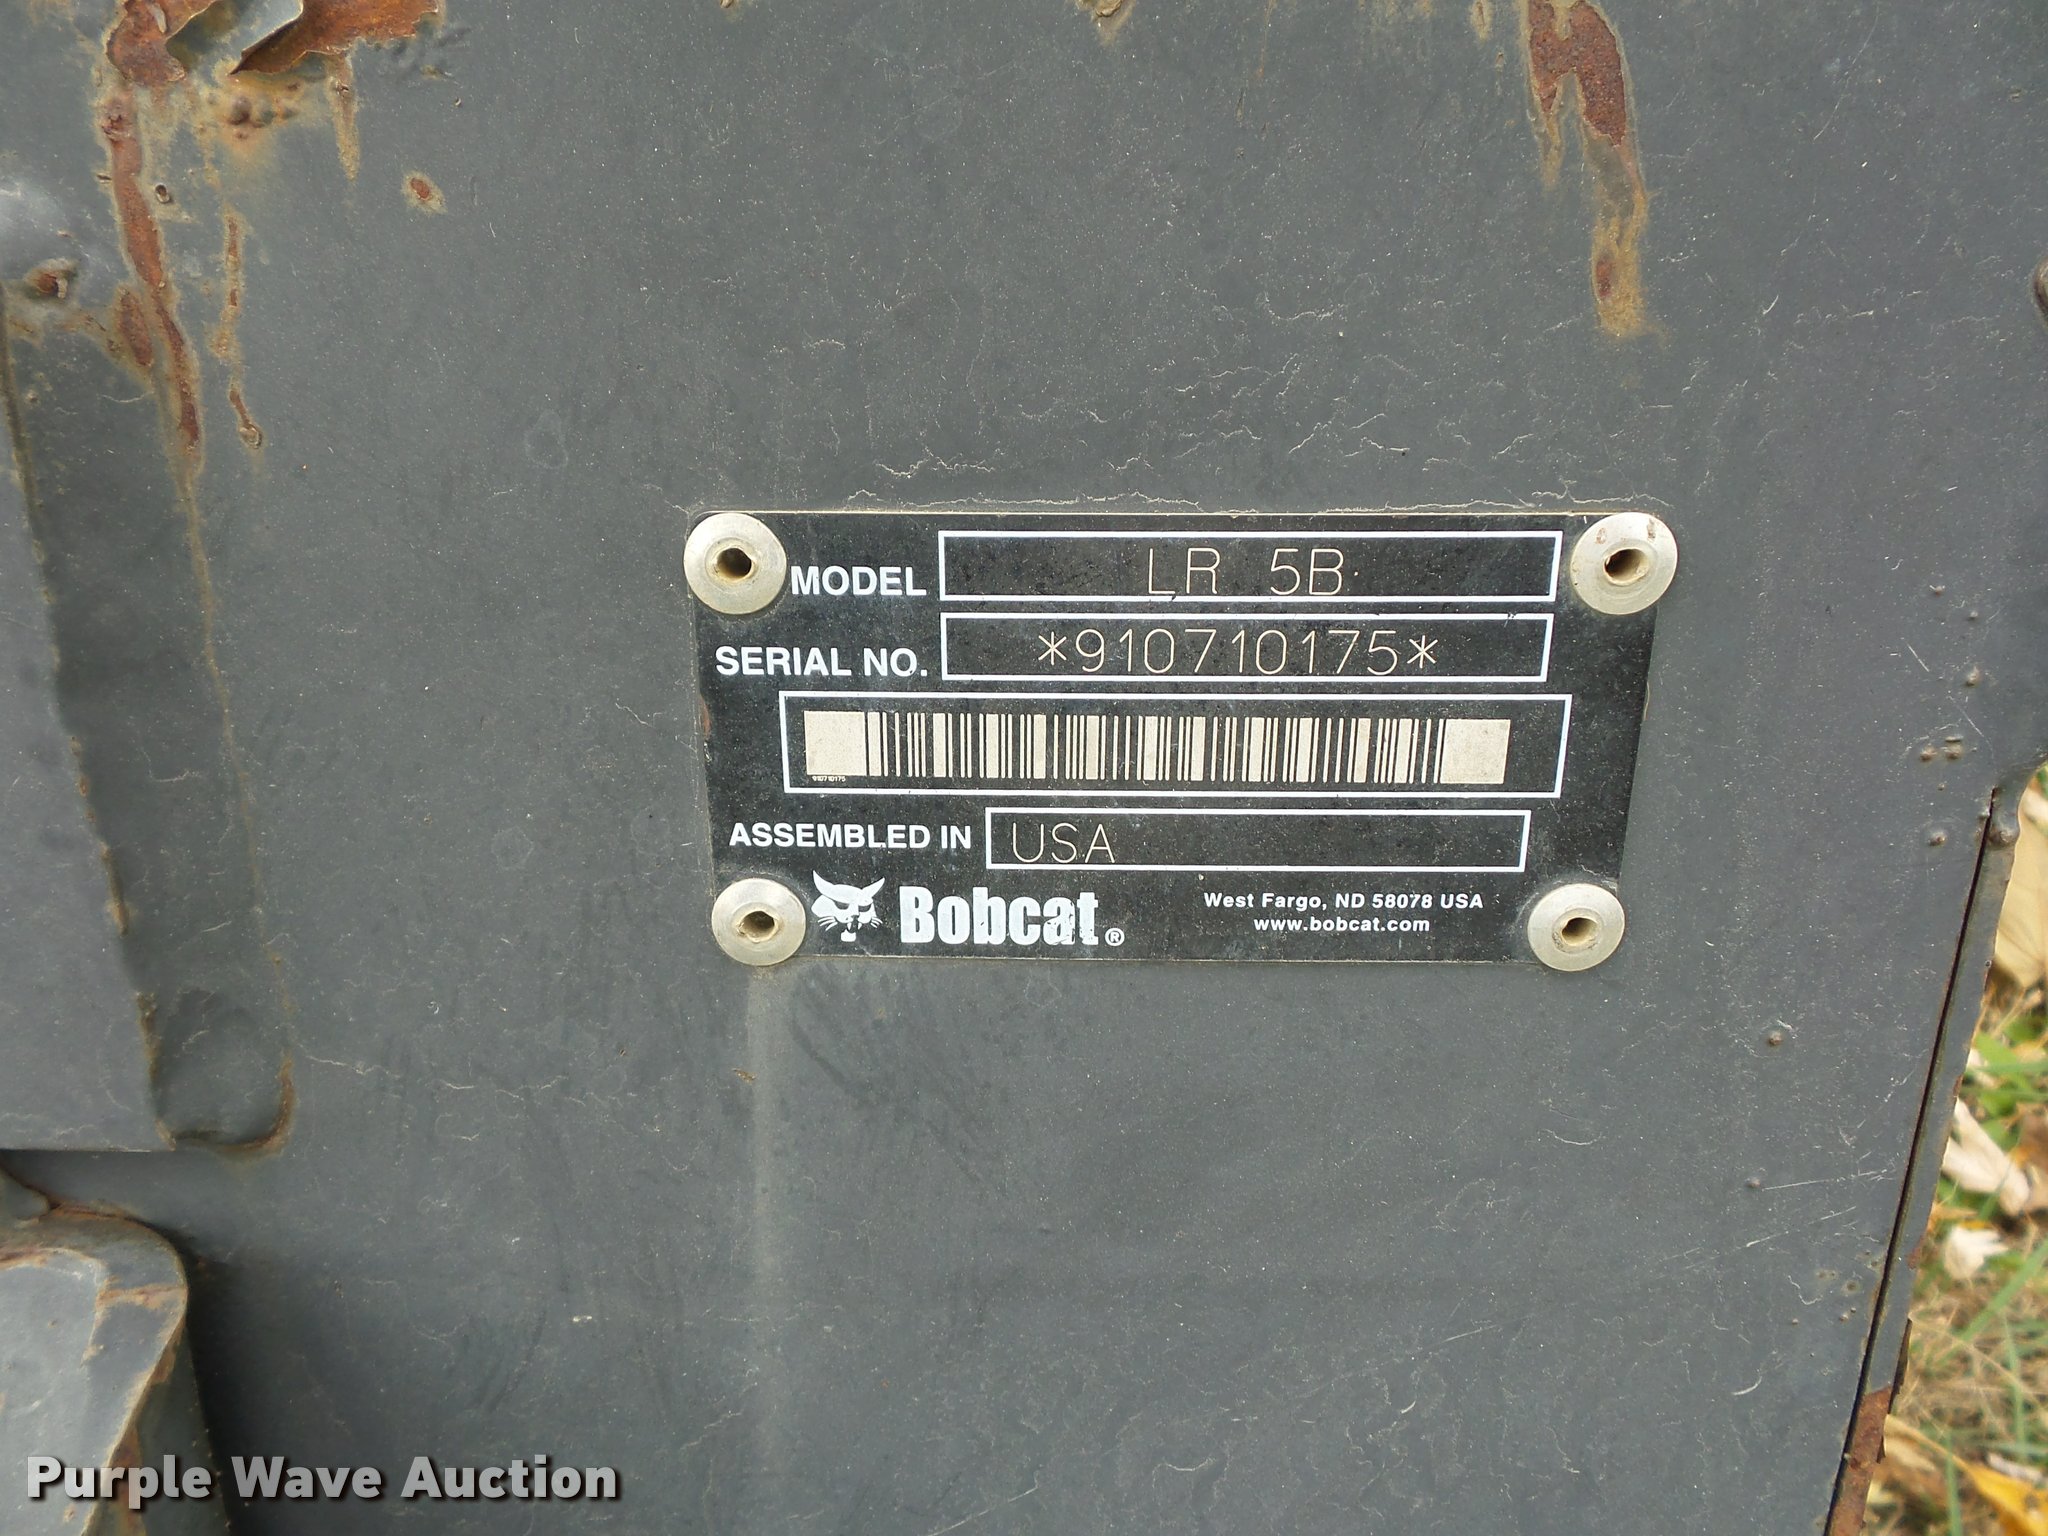 MODEL LR 5B
SERIAL NO. *910710175*
910710175
ASSEMBLED IN USA
Bobcat®
West Fargo, ND 58078 USA
www.bobcat.com
Purple Wave Auction